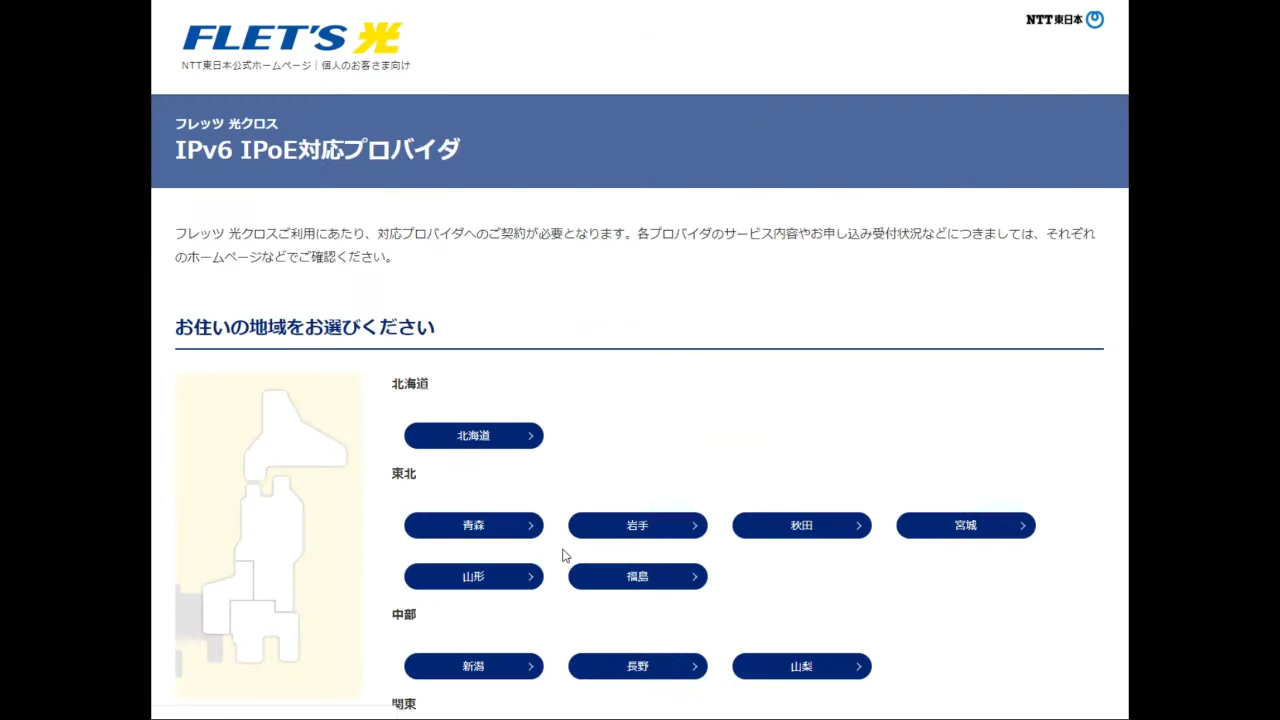 FLET'S 光
NTT東日本
NTT東日本公式ホームページ｜個人のお客さま向け
フレッツ 光クロス
IPv6 IPoE対応プロバイダ
フレッツ 光クロスご利用にあたり、対応プロバイダへのご契約が必要となります。各プロバイダのサービス内容やお申し込み受付状況などにつきましては、それぞれ
のホームページなどでご確認ください。
お住いの地域をお選びください
北海道
北海道
東北
青森 岩手 秋田 宮城
山形 福島
中部
新潟 長野 山梨
関東